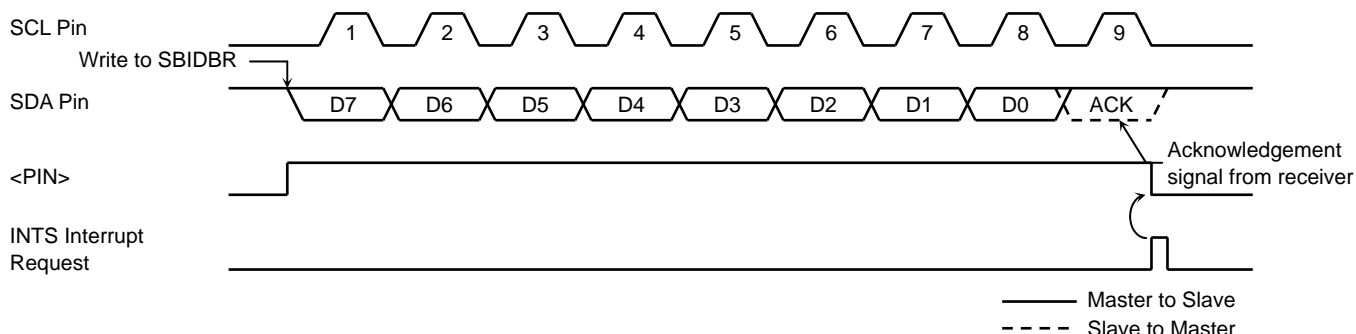 SCL Pin
1 2 3 4 5 6 7 8 9
Write to SBIDBR
SDA Pin
D7 D6 D5 D4 D3 D2 D1 D0 ACK
Acknowledgement
signal from receiver
<PIN>
INTS Interrupt
Request
Master to Slave
Slave to Master